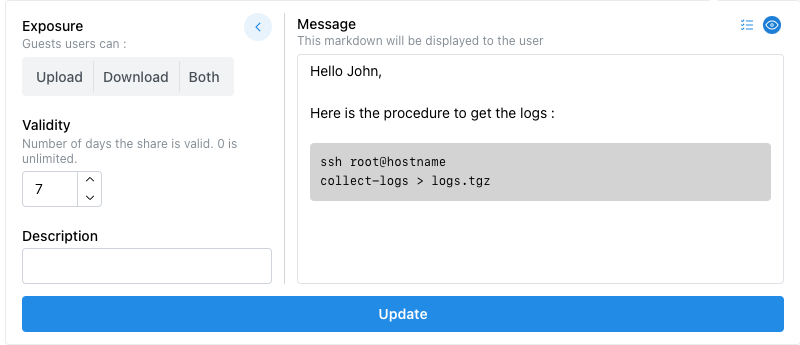 Exposure
Guests users can :
Upload Download Both
Validity
Number of days the share is valid. 0 is
unlimited.
7
Description
Message
This markdown will be displayed to the user
Hello John,
Here is the procedure to get the logs :
ssh root@hostname
collect-logs > logs.tgz
Update